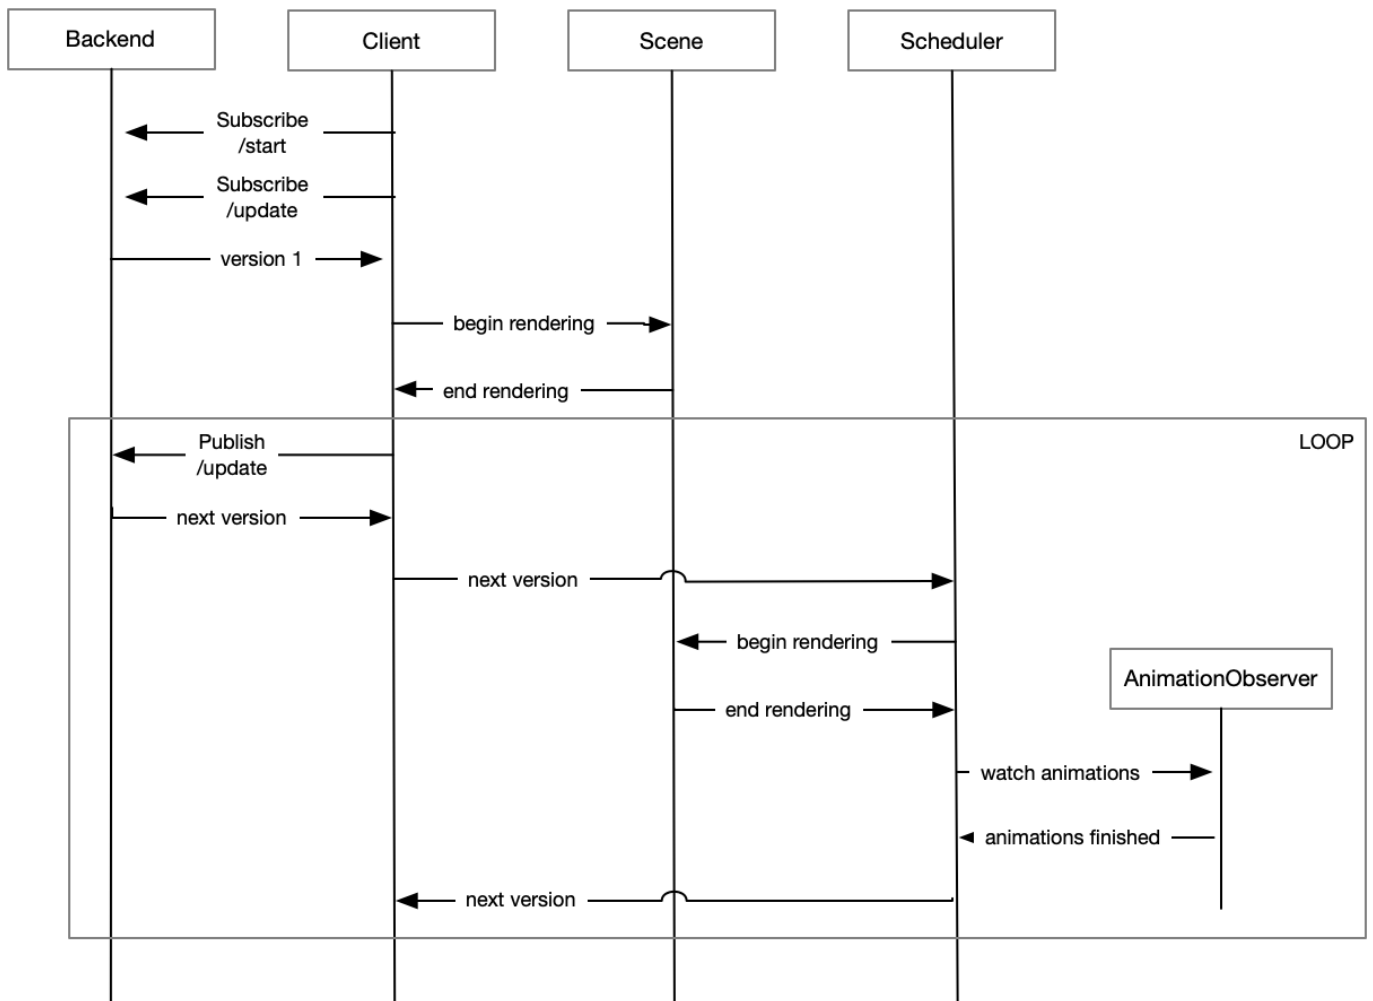 Backend
Client
Scene
Scheduler
Subscribe
/start
Subscribe
/update
version 1
begin rendering
end rendering
LOOP
Publish
/update
next version
next version
begin rendering
AnimationObserver
end rendering
watch animations
animations finished
next version